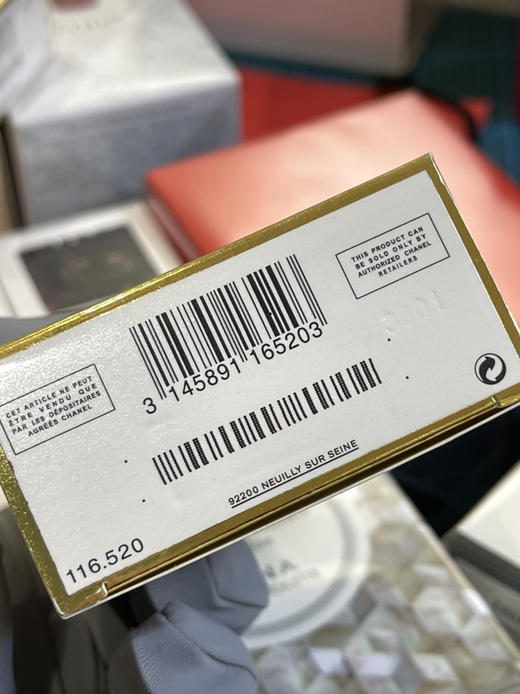 THIS PRODUCT CAN
BE SOLD ONLY BY
AUTHORIZED CHANEL
RETAILERS
3 145891 165203
CET ARTICLE NE PEUT
ÊTRE VENDU QUE
PAR LES DÉPOSITAIRES
AGRÉÉS CHANEL
92200 NEUILLY SUR SEINE
116.520